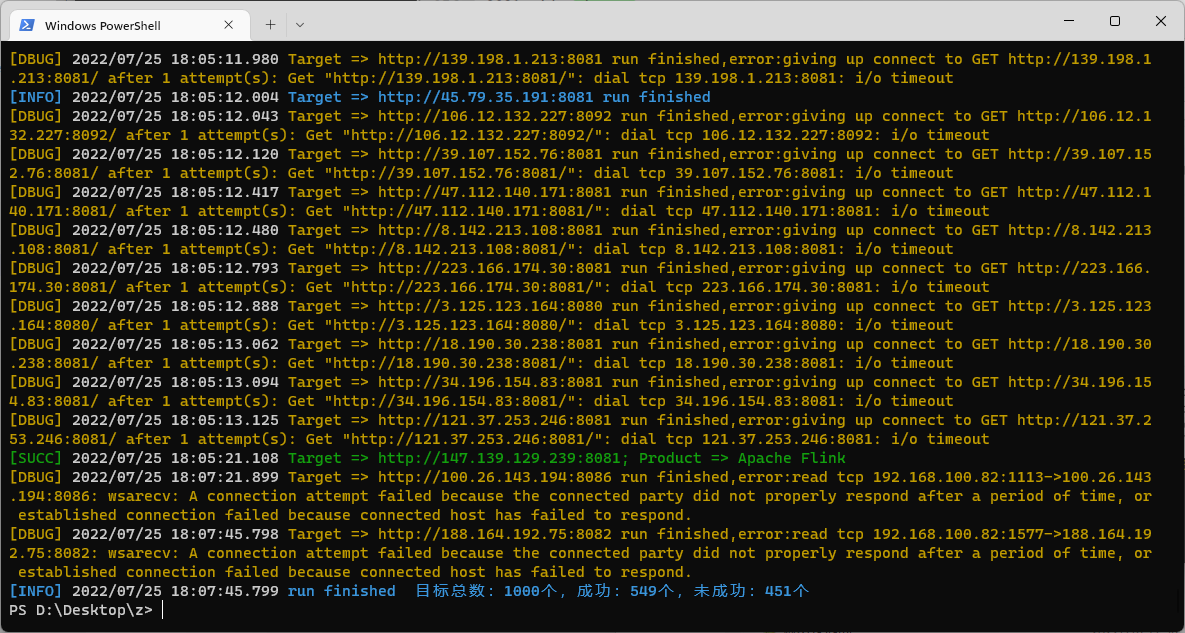 Windows PowerShell
[DBUG] 2022/07/25 18:05:11.980 Target => http://139.198.1.213:8081 run finished,error:giving up connect to GET http://139.198.1
.213:8081/ after 1 attempt(s): Get "http://139.198.1.213:8081/": dial tcp 139.198.1.213:8081: i/o timeout
[INFO] 2022/07/25 18:05:12.004 Target => http://45.79.35.191:8081 run finished
[DBUG] 2022/07/25 18:05:12.043 Target => http://106.12.132.227:8092 run finished,error:giving up connect to GET http://106.12.1
32.227:8092/ after 1 attempt(s): Get "http://106.12.132.227:8092/": dial tcp 106.12.132.227:8092: i/o timeout
[DBUG] 2022/07/25 18:05:12.120 Target => http://39.107.152.76:8081 run finished,error:giving up connect to GET http://39.107.15
2.76:8081/ after 1 attempt(s): Get "http://39.107.152.76:8081/": dial tcp 39.107.152.76:8081: i/o timeout
[DBUG] 2022/07/25 18:05:12.417 Target => http://47.112.140.171:8081 run finished,error:giving up connect to GET http://47.112.1
40.171:8081/ after 1 attempt(s): Get "http://47.112.140.171:8081/": dial tcp 47.112.140.171:8081: i/o timeout
[DBUG] 2022/07/25 18:05:12.480 Target => http://8.142.213.108:8081 run finished,error:giving up connect to GET http://8.142.213
.108:8081/ after 1 attempt(s): Get "http://8.142.213.108:8081/": dial tcp 8.142.213.108:8081: i/o timeout
[DBUG] 2022/07/25 18:05:12.793 Target => http://223.166.174.30:8081 run finished,error:giving up connect to GET http://223.166.
174.30:8081/ after 1 attempt(s): Get "http://223.166.174.30:8081/": dial tcp 223.166.174.30:8081: i/o timeout
[DBUG] 2022/07/25 18:05:12.888 Target => http://3.125.123.164:8080 run finished,error:giving up connect to GET http://3.125.123
.164:8080/ after 1 attempt(s): Get "http://3.125.123.164:8080/": dial tcp 3.125.123.164:8080: i/o timeout
[DBUG] 2022/07/25 18:05:13.062 Target => http://18.190.30.238:8081 run finished,error:giving up connect to GET http://18.190.30
.238:8081/ after 1 attempt(s): Get "http://18.190.30.238:8081/": dial tcp 18.190.30.238:8081: i/o timeout
[DBUG] 2022/07/25 18:05:13.094 Target => http://34.196.154.83:8081 run finished,error:giving up connect to GET http://34.196.15
4.83:8081/ after 1 attempt(s): Get "http://34.196.154.83:8081/": dial tcp 34.196.154.83:8081: i/o timeout
[DBUG] 2022/07/25 18:05:13.125 Target => http://121.37.253.246:8081 run finished,error:giving up connect to GET http://121.37.2
53.246:8081/ after 1 attempt(s): Get "http://121.37.253.246:8081/": dial tcp 121.37.253.246:8081: i/o timeout
[SUCC] 2022/07/25 18:05:21.108 Target => http://147.139.129.239:8081; Product => Apache Flink
[DBUG] 2022/07/25 18:07:21.899 Target => http://100.26.143.194:8086 run finished,error:read tcp 192.168.100.82:1113->100.26.143
.194:8086: wsarecv: A connection attempt failed because the connected party did not properly respond after a period of time, or
established connection failed because connected host has failed to respond.
[DBUG] 2022/07/25 18:07:45.798 Target => http://188.164.192.75:8082 run finished,error:read tcp 192.168.100.82:1577->188.164.19
2.75:8082: wsarecv: A connection attempt failed because the connected party did not properly respond after a period of time, or
established connection failed because connected host has failed to respond.
[INFO] 2022/07/25 18:07:45.799 run finished 目标总数: 1000个, 成功: 549个, 未成功: 451个
PS D:\Desktop\z>